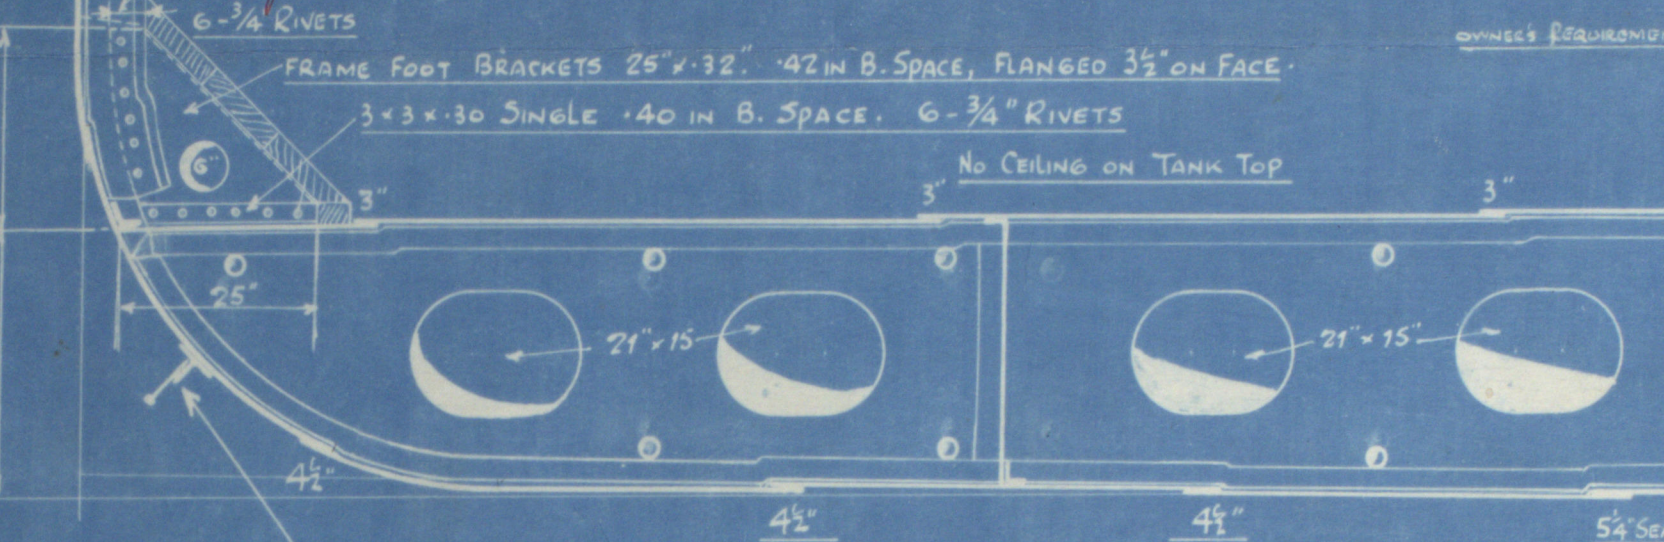 6-3/4" RIVETS
OWNER'S REQUIREME
FRAME FOOT BRACKETS 25"×.32". .42 IN B. SPACE, FLANGED 3½" ON FACE.
3×3×.30 SINGLE .40 IN B. SPACE. 6-3/4" RIVETS
NO CEILING ON TANK TOP
6"
3"
3"
3"
25"
21"×15"
21"×15"
4½"
4½"
4½"
5¼" SEA